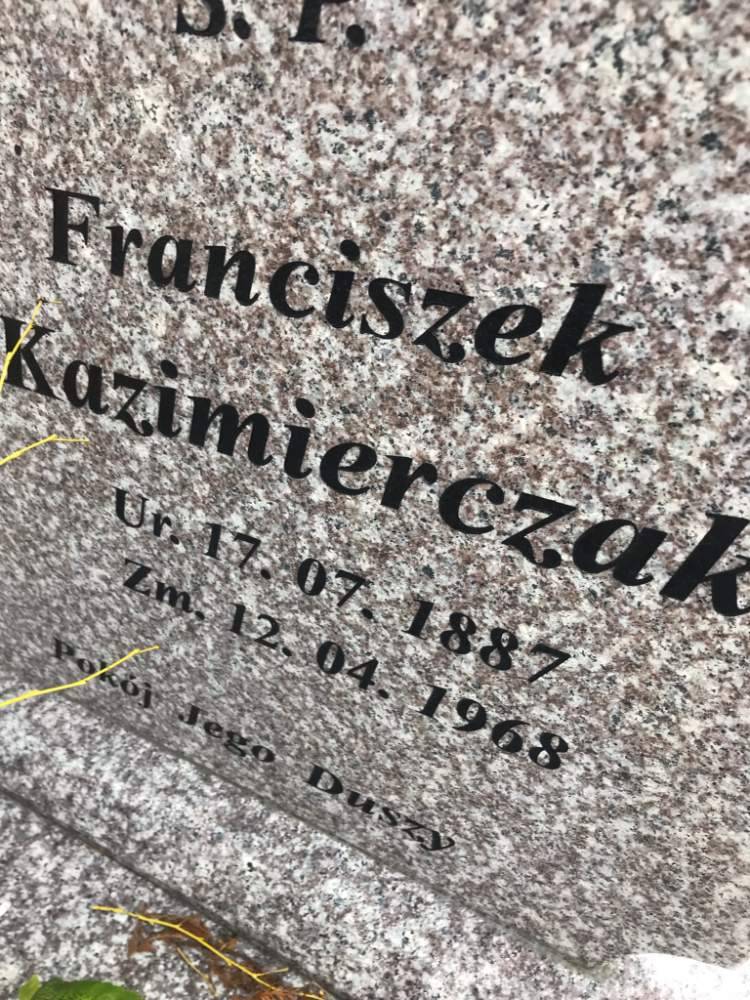 Ś. P.
Franciszek
Kazimierczak
Ur. 17. 07. 1887
Zm. 12. 04. 1968
Pokój Jego Duszy